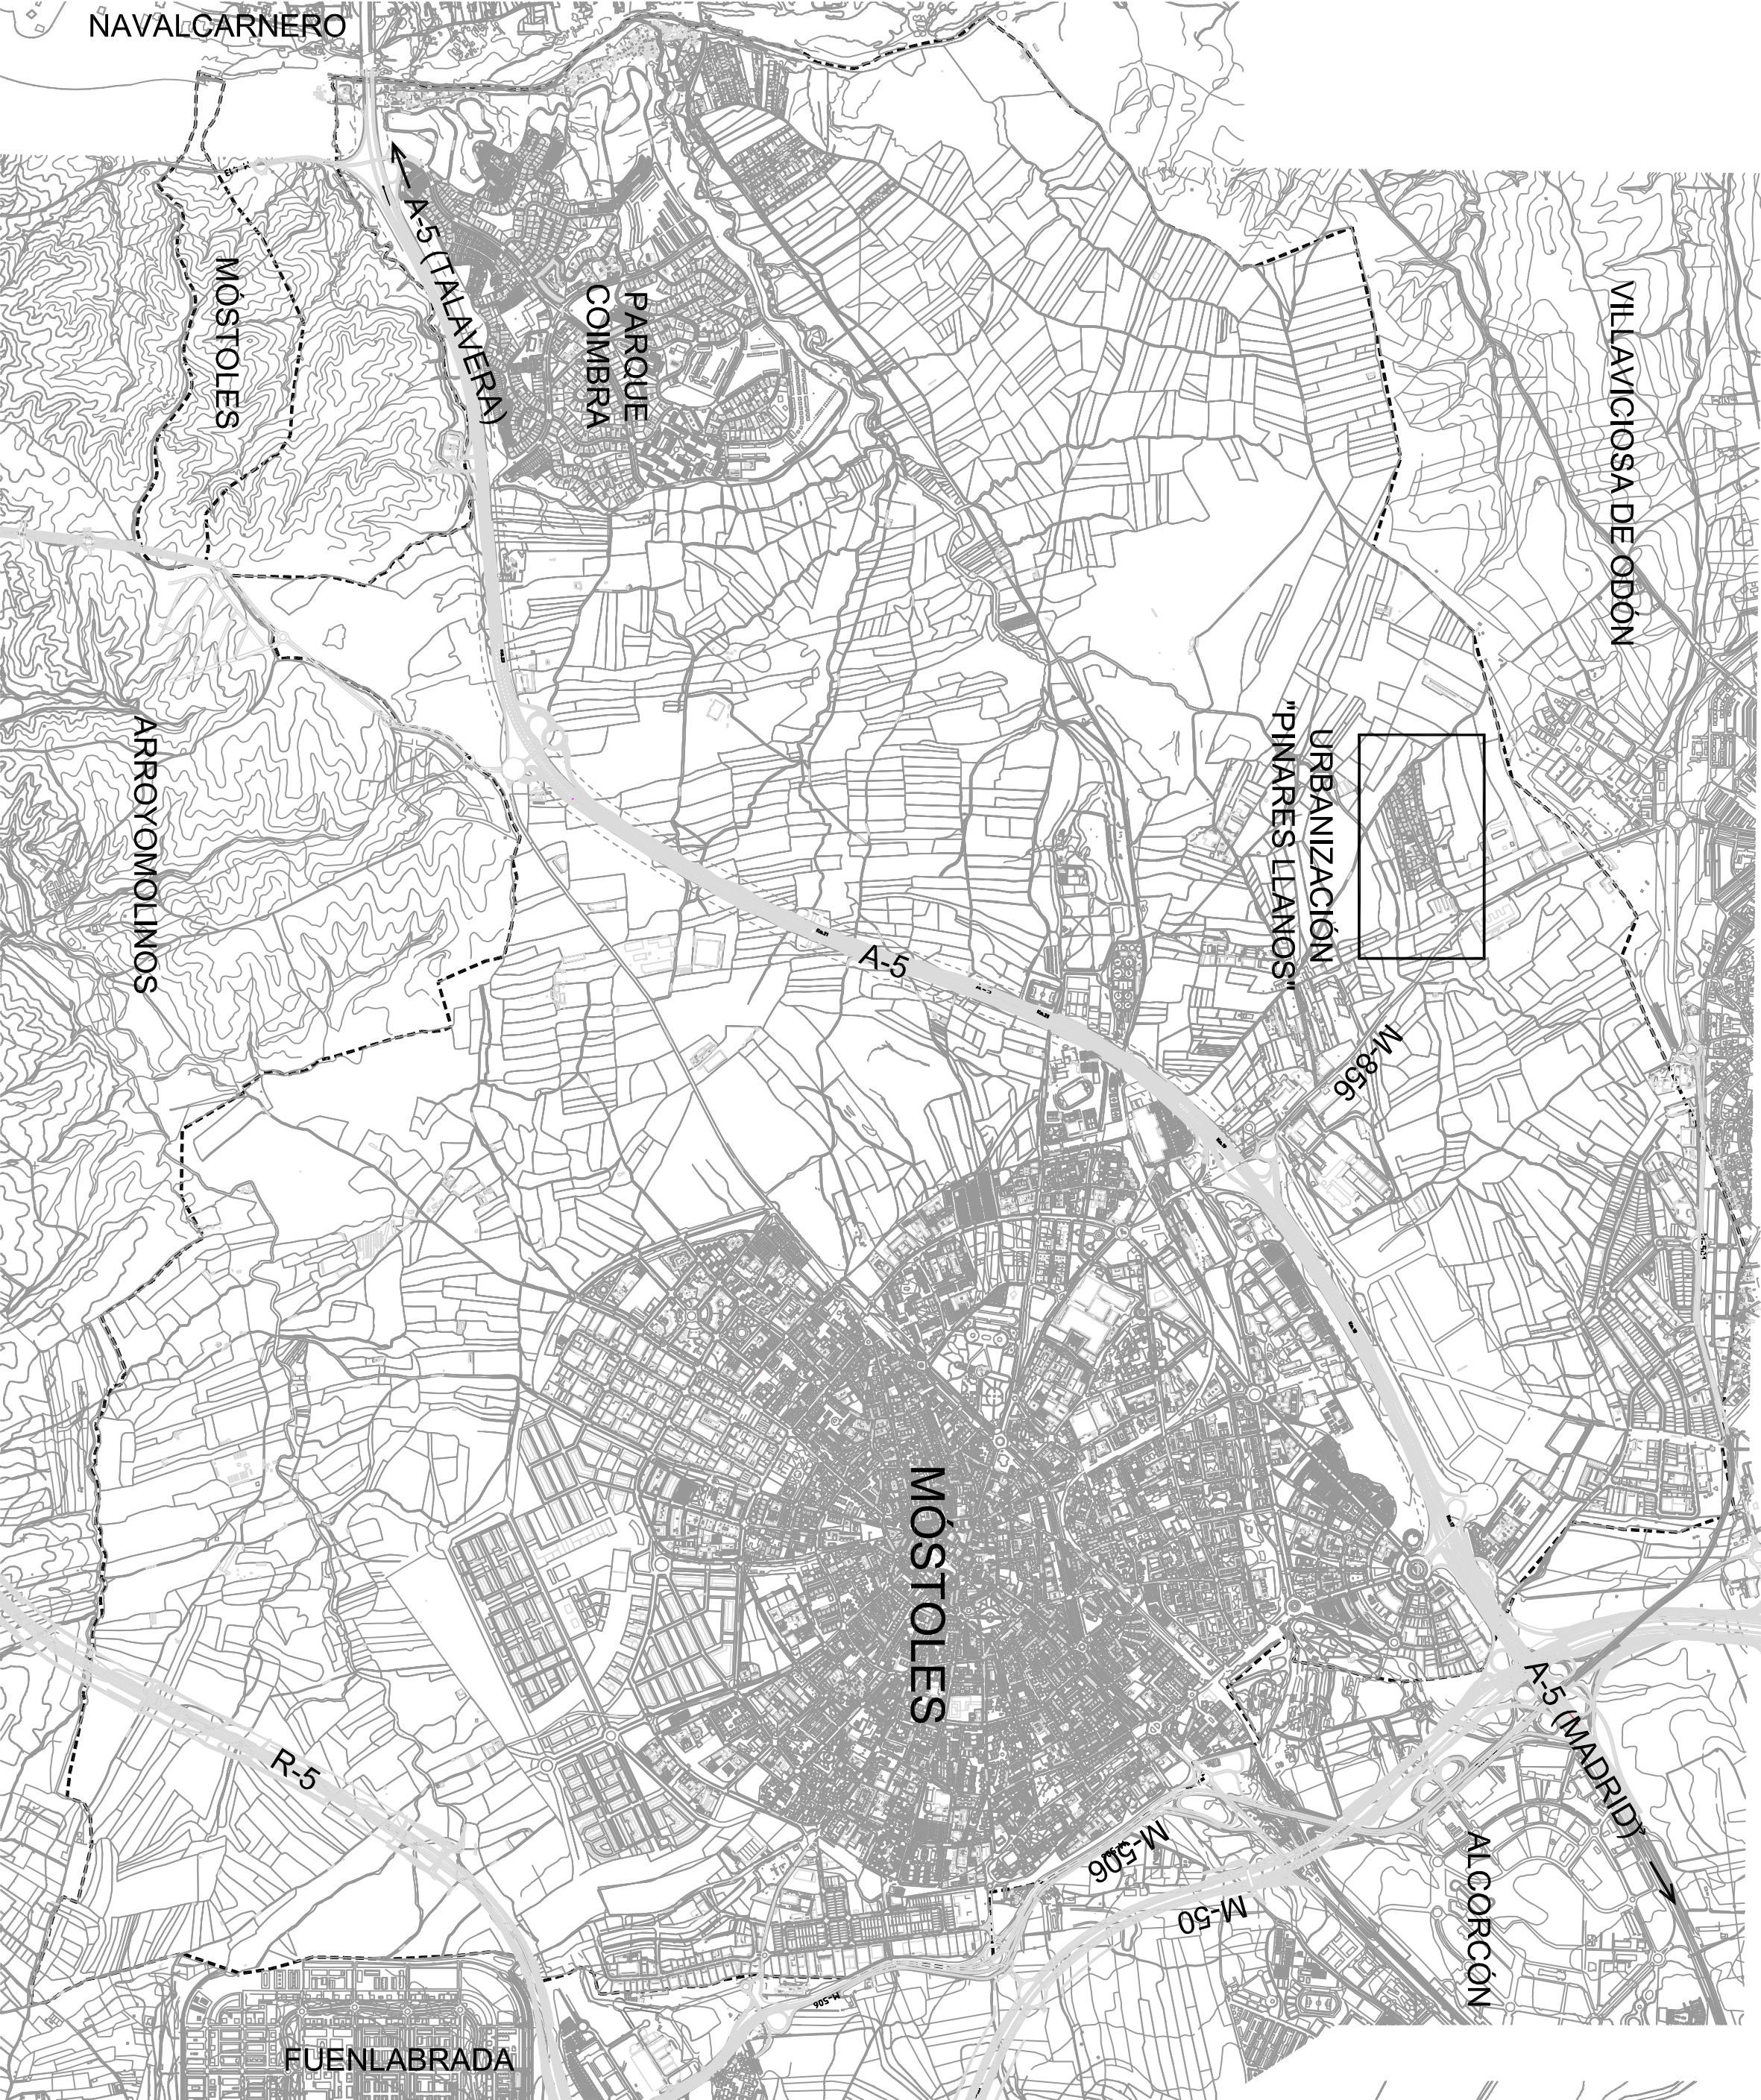 NAVALCARNERO
A-5 (TALAVERA)
MÓSTOLES
PARQUE
COIMBRA
VILLAVICIOSA DE ODÓN
URBANIZACIÓN
"PINARES LLANOS"
ARROYOMOLINOS
A-5
M-856
MÓSTOLES
A-5 (MADRID)
R-5
M-506
M-50
ALCORCÓN
M-506
FUENLABRADA